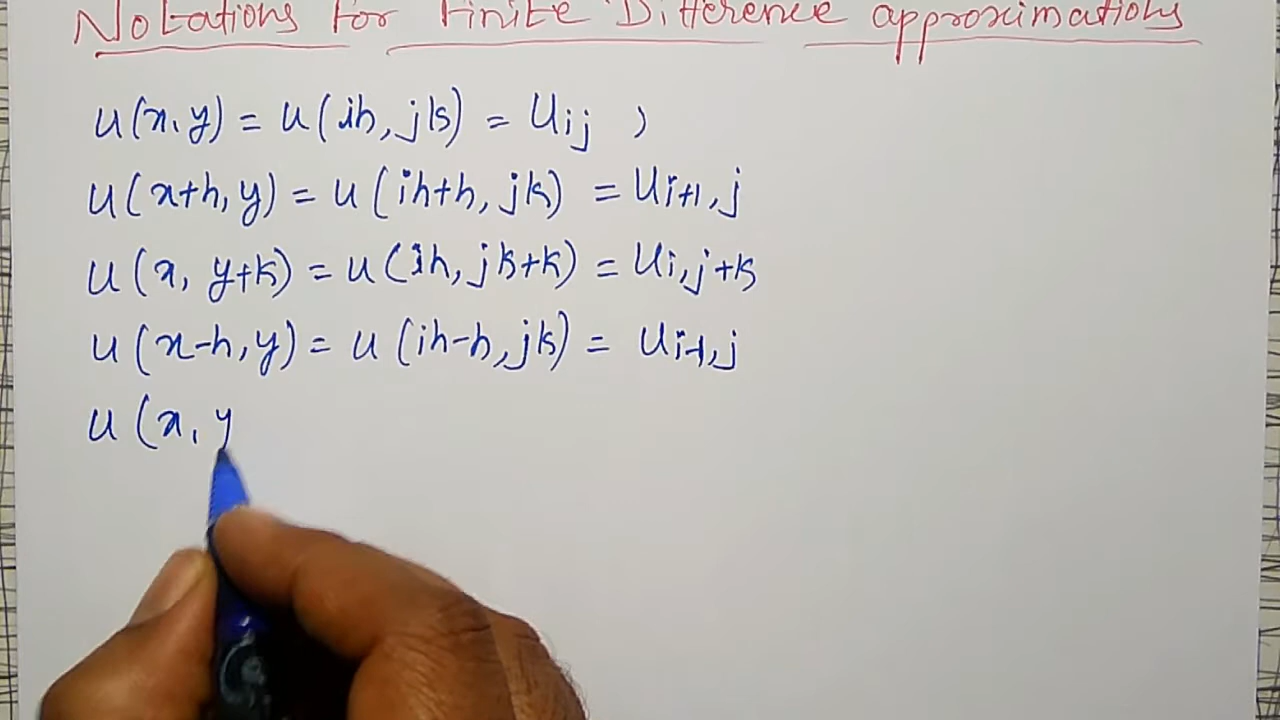 Notations for Finite Difference approximations
u(x,y) = u(ih, jk) = Uij ,
u(x+h, y) = u(ih+h, jk) = Ui+1,j
u(x, y+k) = u(ih, jk+k) = Ui,j+k
u(x-h,y) = u(ih-h, jk) = Ui-1,j
u(x, y